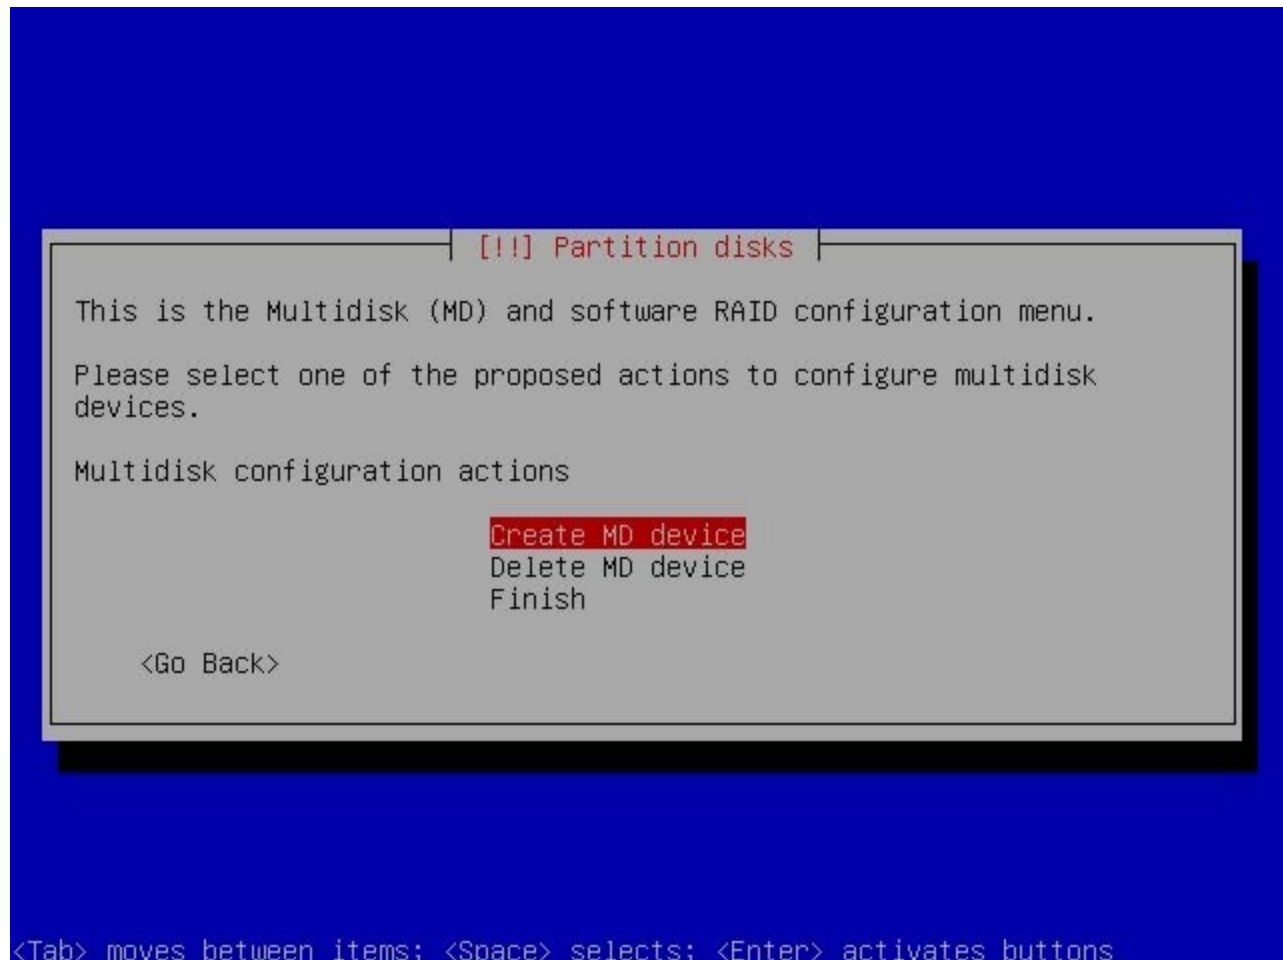 [!!] Partition disks
This is the Multidisk (MD) and software RAID configuration menu.
Please select one of the proposed actions to configure multidisk
devices.
Multidisk configuration actions
Create MD device
Delete MD device
Finish
<Go Back>
<Tab> moves between items; <Space> selects; <Enter> activates buttons